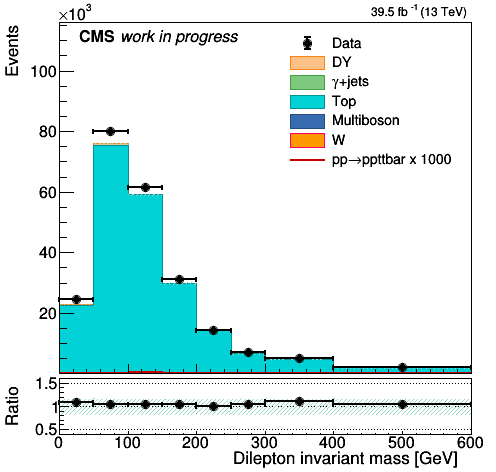 ×10³
39.5 fb⁻¹ (13 TeV)
CMS work in progress
Events
100
80
60
40
20
Data
DY
γ+jets
Top
Multiboson
W
pp→ppttbar x 1000
Ratio
1.5
1
0.5
0 100 200 300 400 500 600
Dilepton invariant mass [GeV]